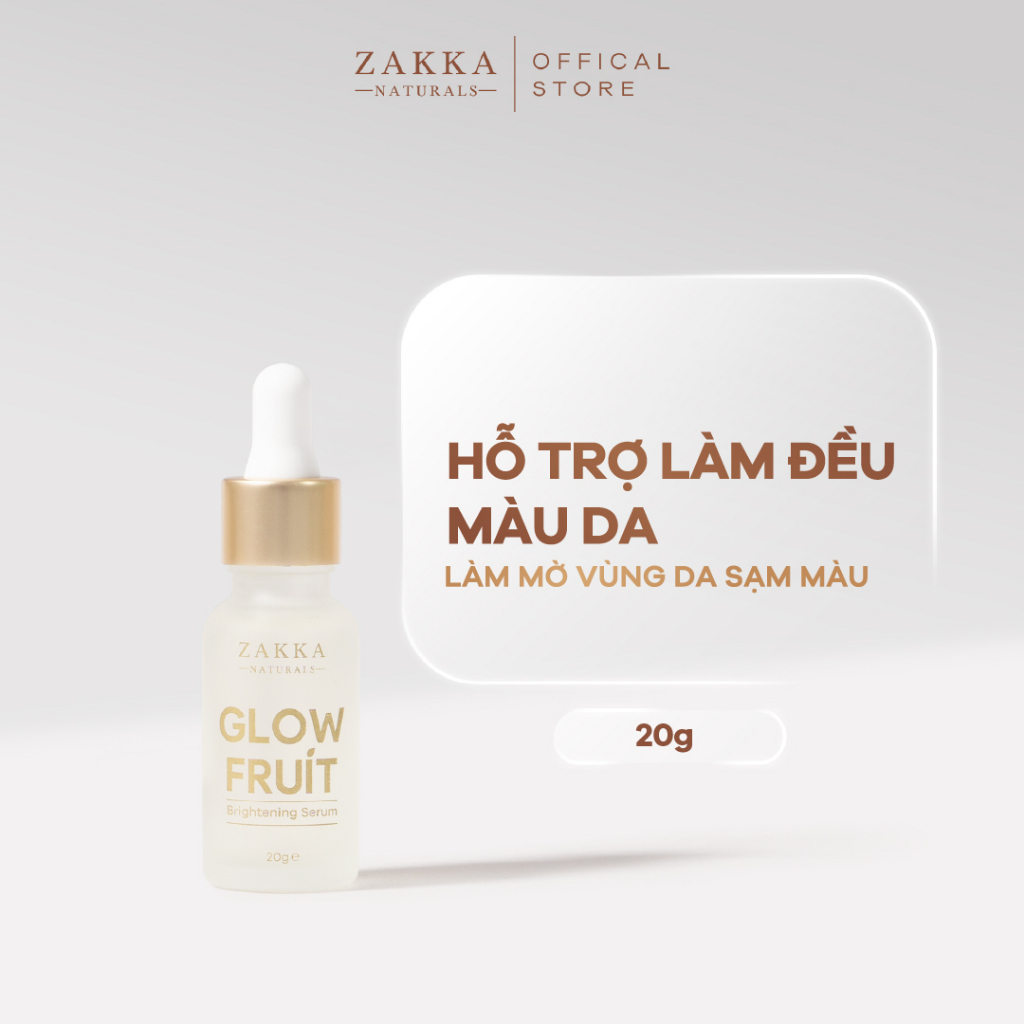 ZAKKA
NATURALS
OFFICAL
STORE
HỖ TRỢ LÀM ĐỀU
MÀU DA
LÀM MỜ VÙNG DA SẠM MÀU
20g
ZAKKA
NATURALS
GLOW
FRUIT
Brightening Serum
20g℮